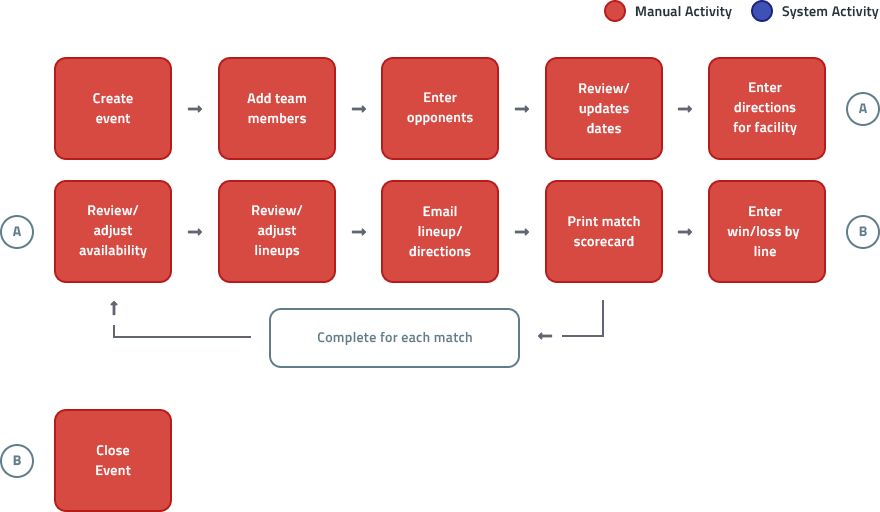 Manual Activity
System Activity
Create
event
Add team
members
Enter
opponents
Review/
updates
dates
Enter
directions
for facility
A
A
Review/
adjust
availability
Review/
adjust
lineups
Email
lineup/
directions
Print match
scorecard
Enter
win/loss by
line
B
Complete for each match
B
Close
Event